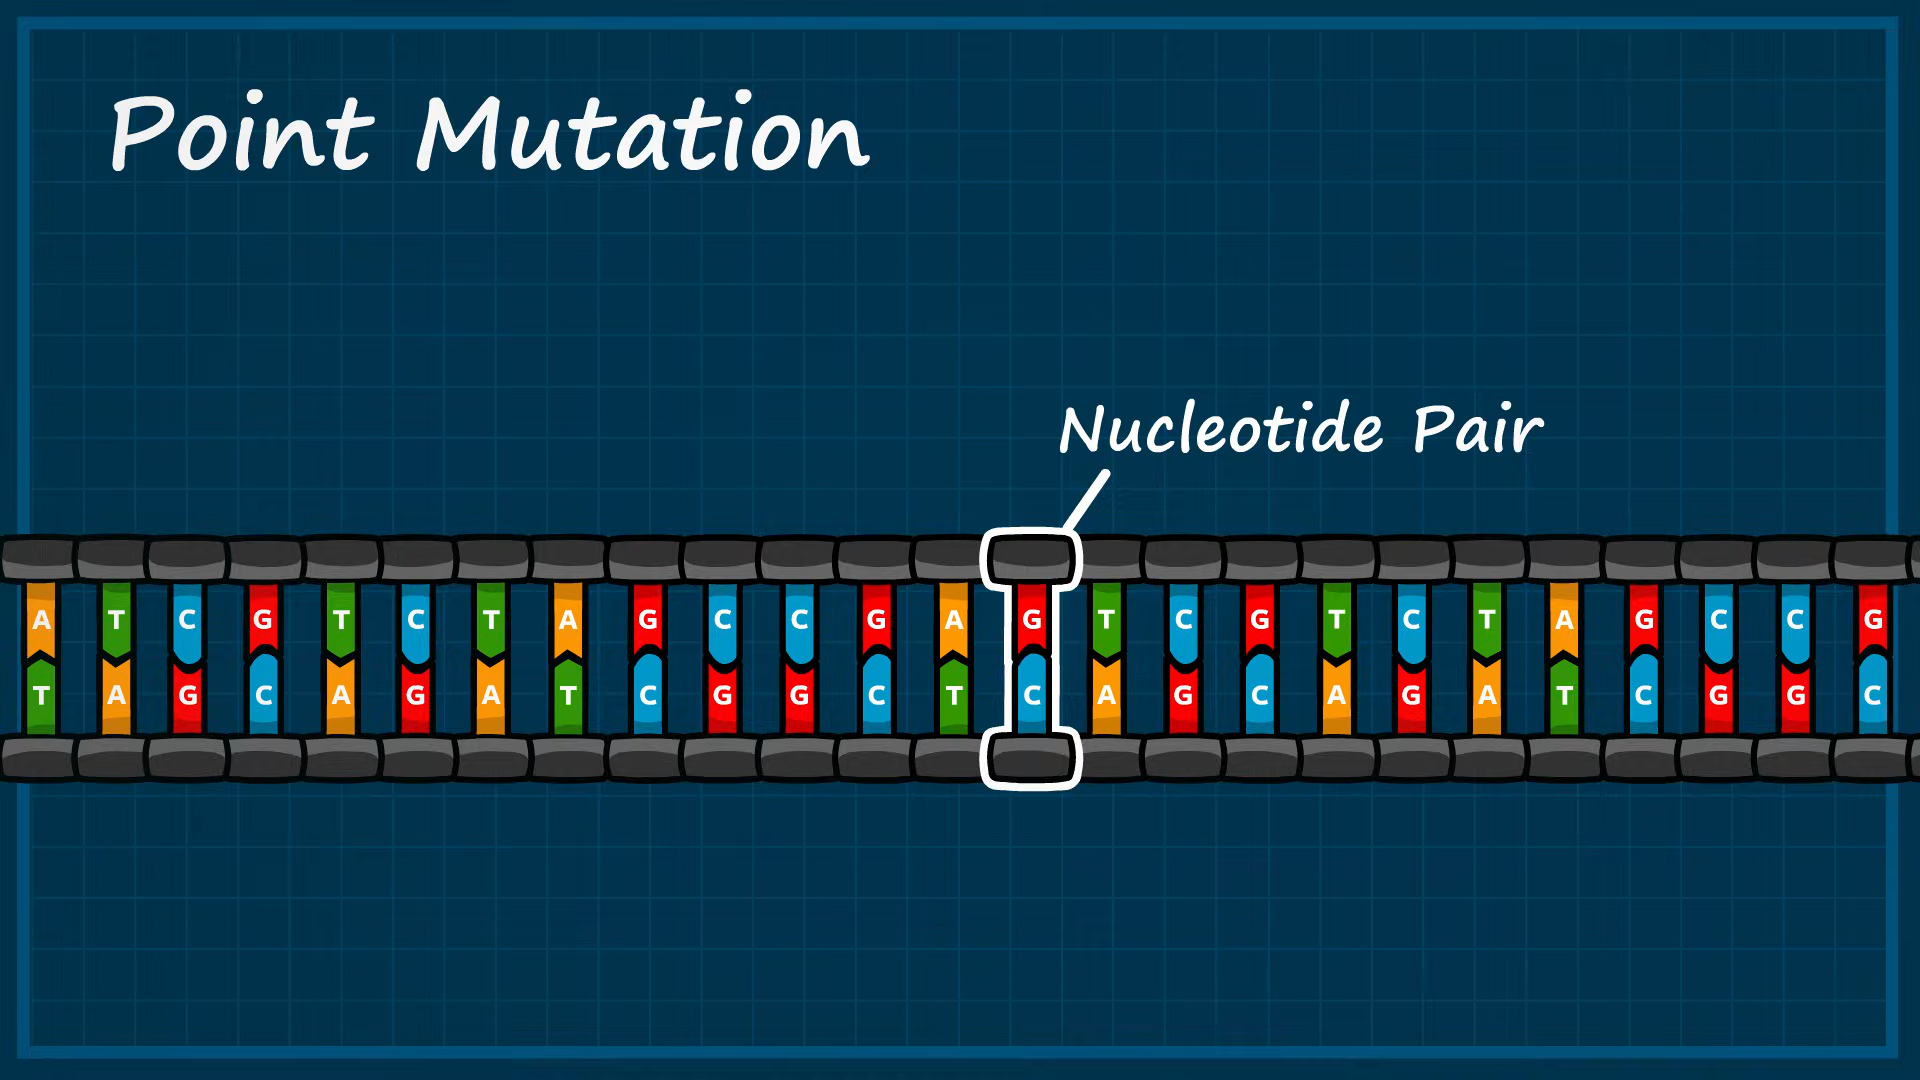 Point Mutation
Nucleotide Pair
A T C G T C T A G C C G A G T C G T C T A G C C G
T A G C A G A T C G G C T C A G C A G A T C G G C